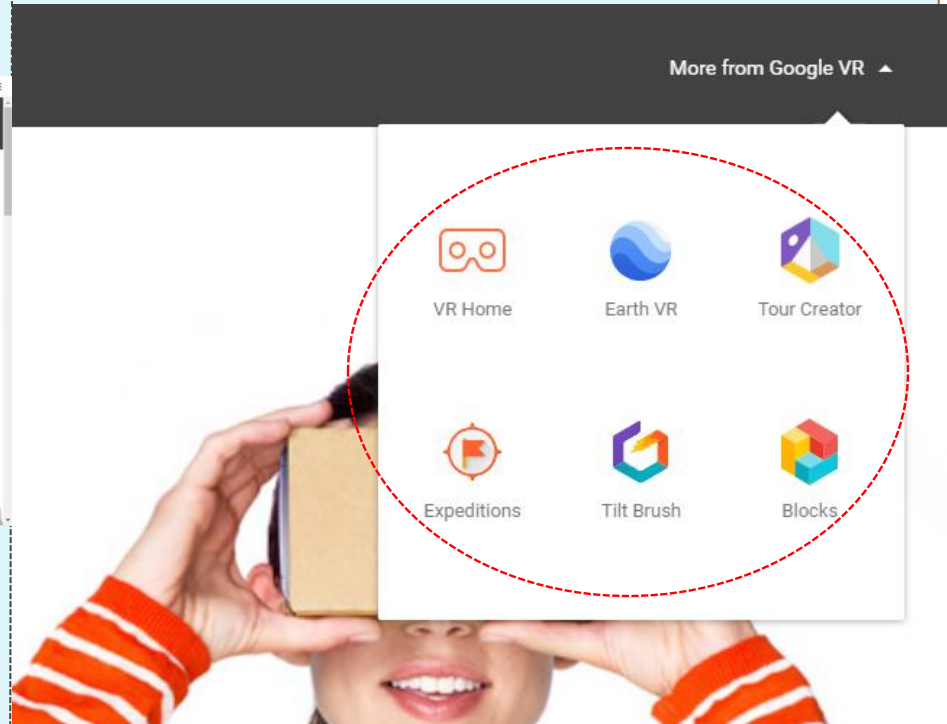 More from Google VR
VR Home
Earth VR
Tour Creator
Expeditions
Tilt Brush
Blocks